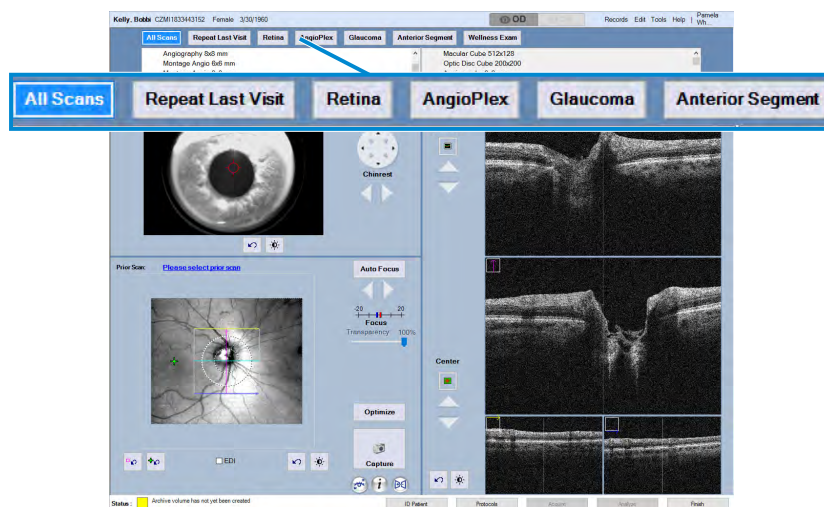 Kelly, Bobbi CZMI1833443152 Female 3/30/1960 OD Records Edit Tools Help Pamela Wh...
All Scans Repeat Last Visit Retina AngioPlex Glaucoma Anterior Segment Wellness Exam
Angiography 8x8 mm
Montage Angio 6x6 mm
Macular Cube 512x128
Optic Disc Cube 200x200
All Scans Repeat Last Visit Retina AngioPlex Glaucoma Anterior Segment
Chinrest
Prior Scan: Please select prior scan
Auto Focus
-20 20
Focus
Transparency: 100%
Center
Optimize
EDI
Capture
Status : Archive volume has not yet been created
ID Patient Protocols Acquire Analyze Finish